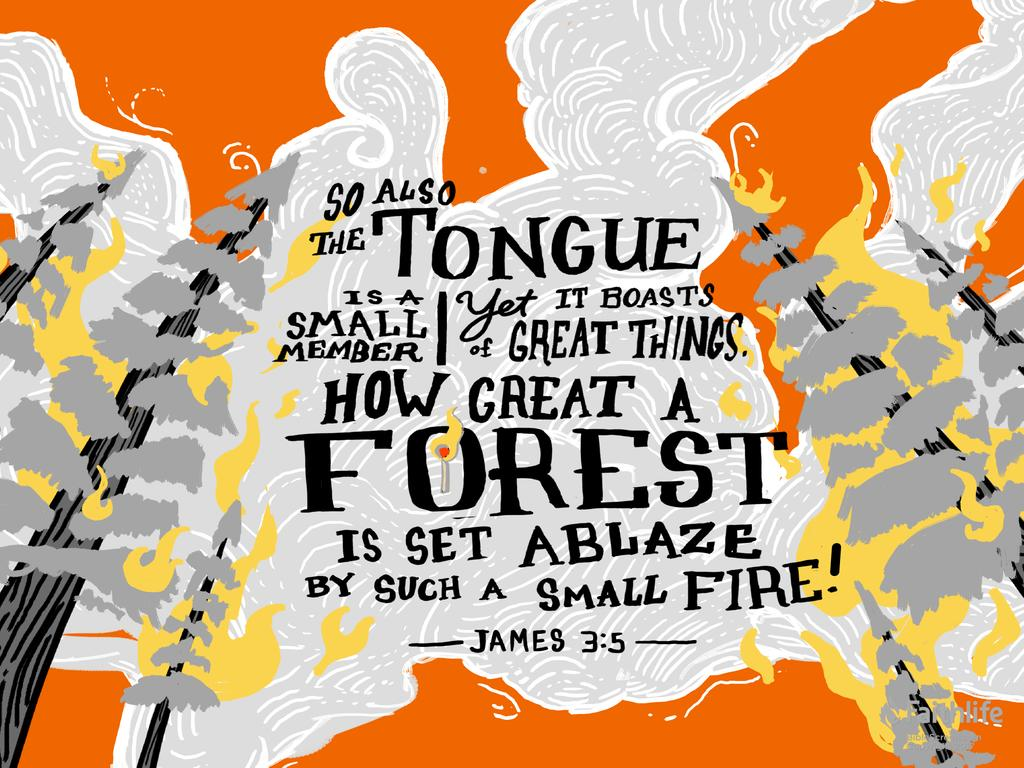 SO ALSO
THE TONGUE
IS A SMALL MEMBER
Yet IT BOASTS of GREAT THINGS.
HOW GREAT A
FOREST
IS SET ABLAZE
BY SUCH A SMALL FIRE!
JAMES 3:5
Faithlife